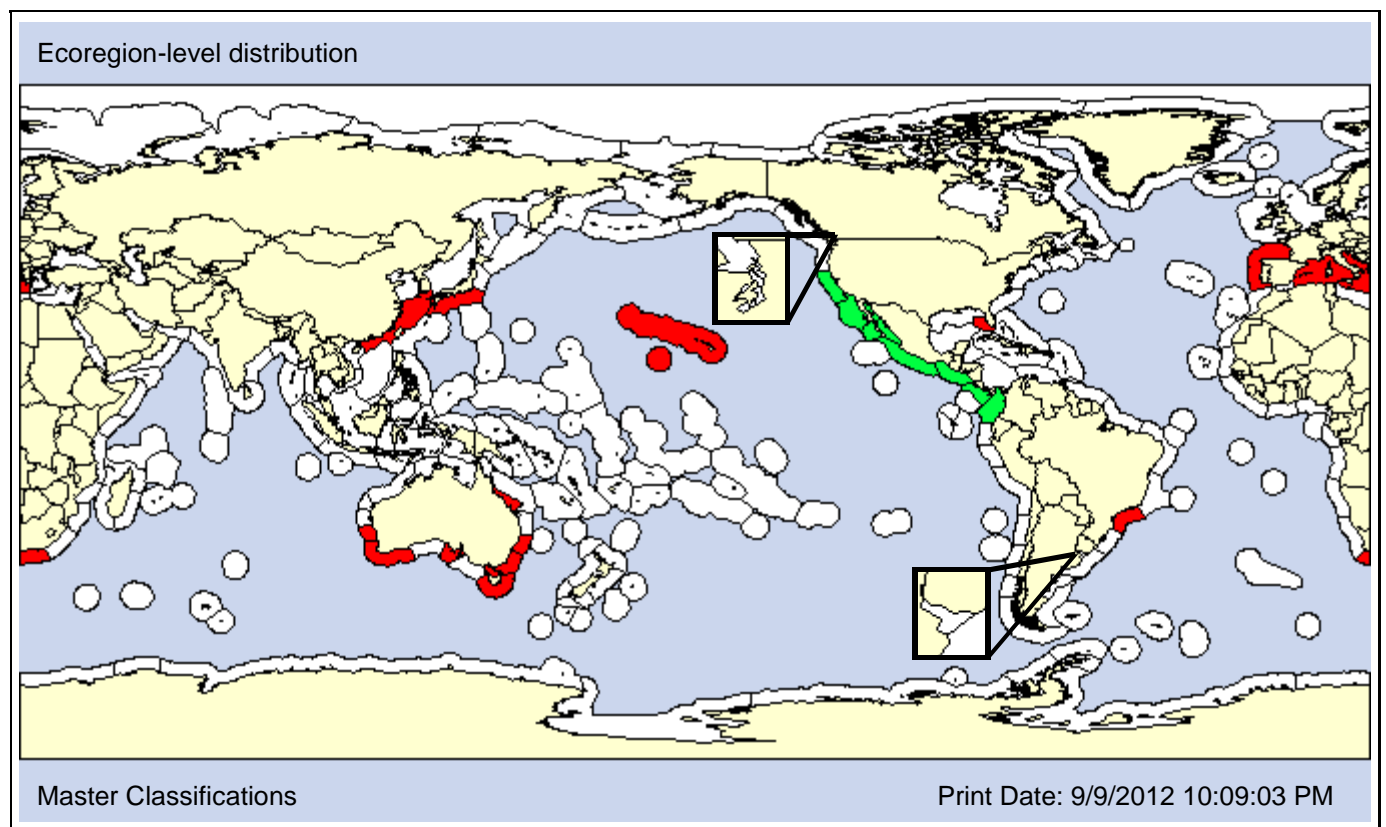 Ecoregion-level distribution
Master Classifications
Print Date: 9/9/2012 10:09:03 PM